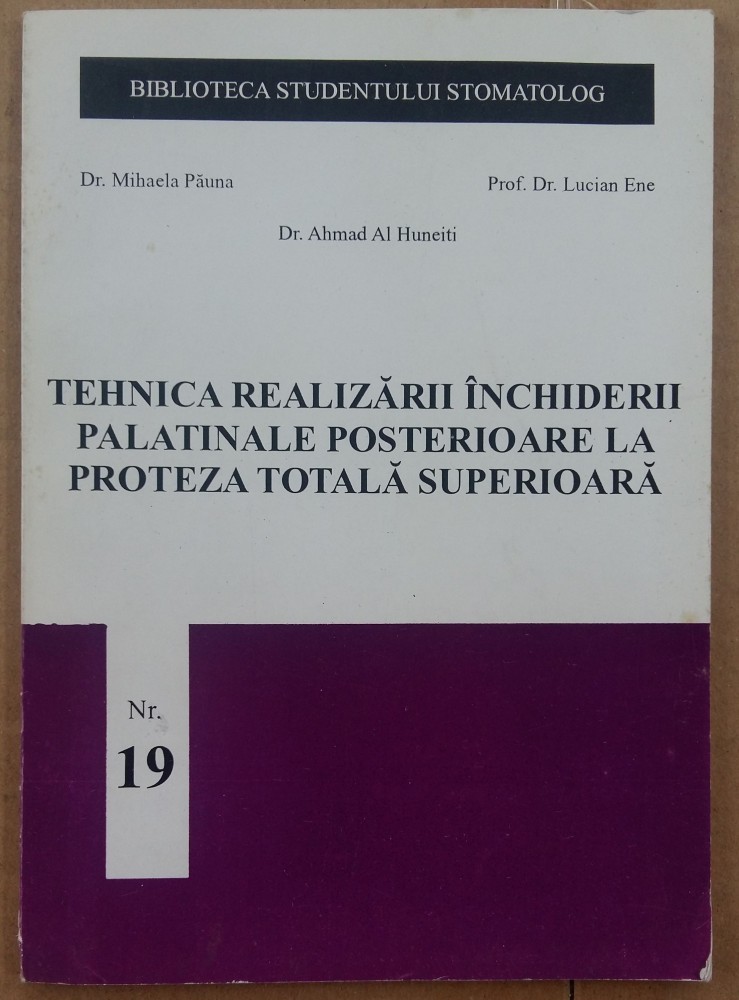 BIBLIOTECA STUDENTULUI STOMATOLOG
Dr. Mihaela Păuna
Prof. Dr. Lucian Ene
Dr. Ahmad Al Huneiti
TEHNICA REALIZĂRII ÎNCHIDERII
PALATINALE POSTERIOARE LA
PROTEZA TOTALĂ SUPERIOARĂ
Nr.
19